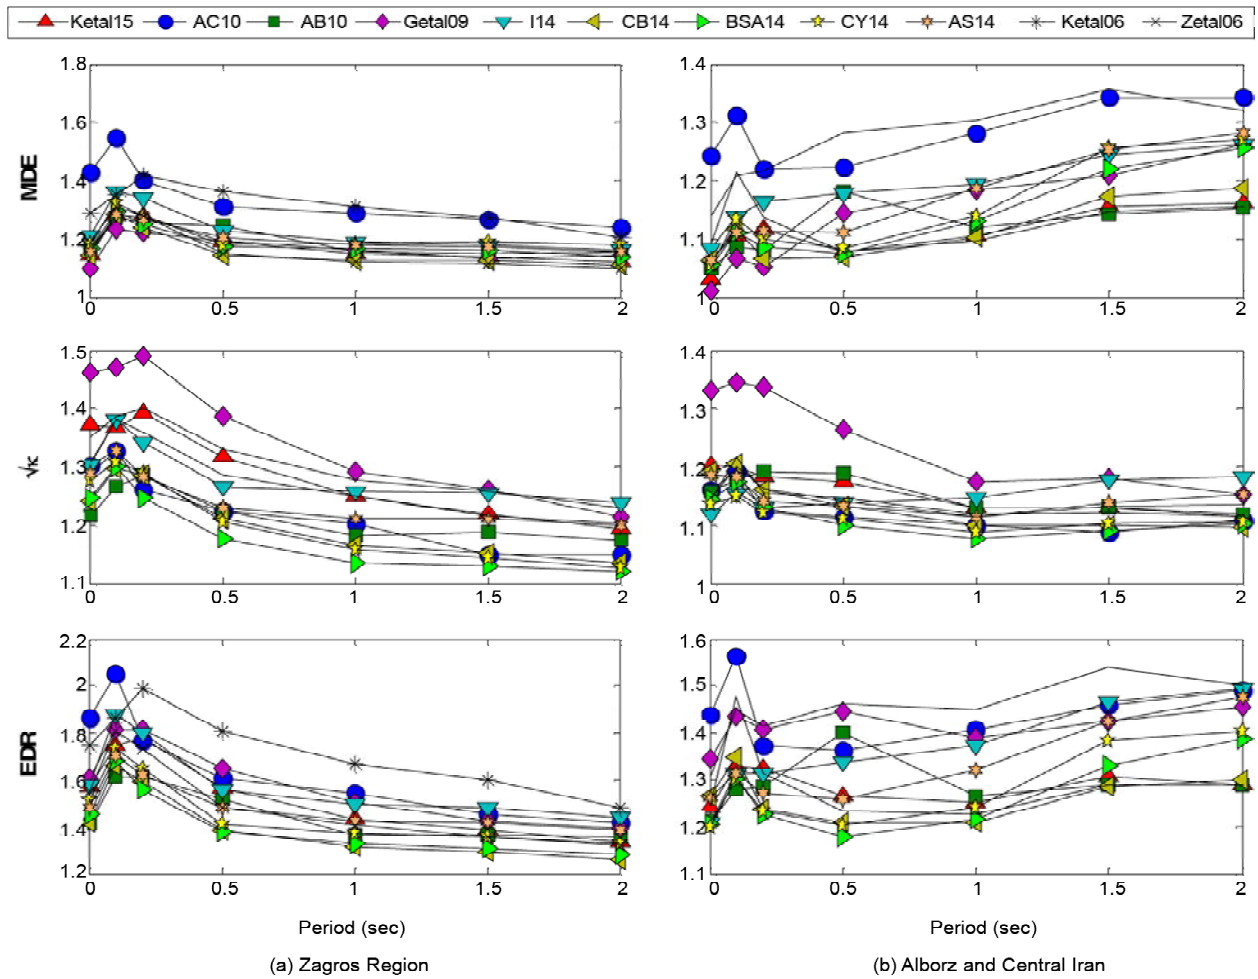 Ketal15 AC10 AB10 Getal09 I14 CB14 BSA14 CY14 AS14 Ketal06 Zetal06
MDE
1.8
1.6
1.4
1.2
1
0 0.5 1 1.5 2
1.4
1.3
1.2
1.1
1
0 0.5 1 1.5 2
√κ
1.5
1.4
1.3
1.2
1.1
0 0.5 1 1.5 2
1.4
1.3
1.2
1.1
1
0 0.5 1 1.5 2
EDR
2.2
2
1.8
1.6
1.4
1.2
0 0.5 1 1.5 2
1.6
1.5
1.4
1.3
1.2
1.1
0 0.5 1 1.5 2
Period (sec)
Period (sec)
(a) Zagros Region
(b) Alborz and Central Iran